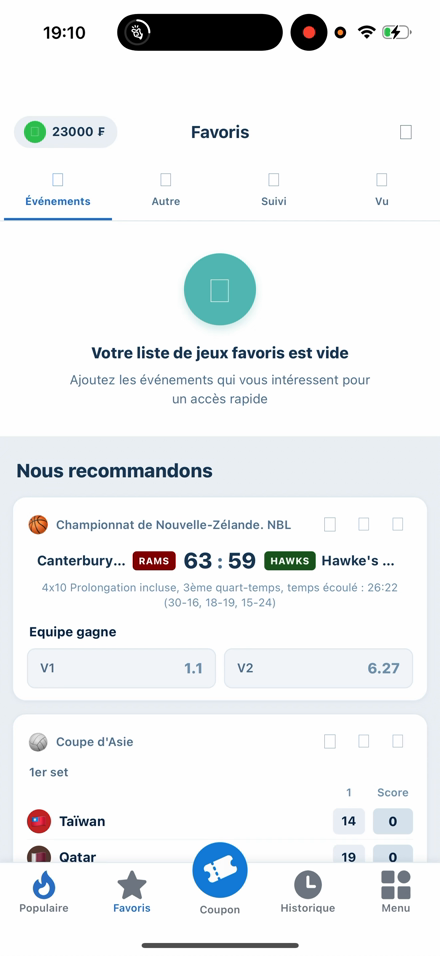 19:10
23000 ₣
Favoris
Événements Autre Suivi Vu
Votre liste de jeux favoris est vide
Ajoutez les événements qui vous intéressent pour
un accès rapide
Nous recommandons
Championnat de Nouvelle-Zélande. NBL
Canterbury... RAMS 63 : 59 HAWKS Hawke's ...
4x10 Prolongation incluse, 3ème quart-temps, temps écoulé : 26:22
(30-16, 18-19, 15-24)
Equipe gagne
V1 1.1 V2 6.27
Coupe d'Asie
1er set
1 Score
Taïwan 14 0
Qatar 19 0
Populaire Favoris Coupon Historique Menu